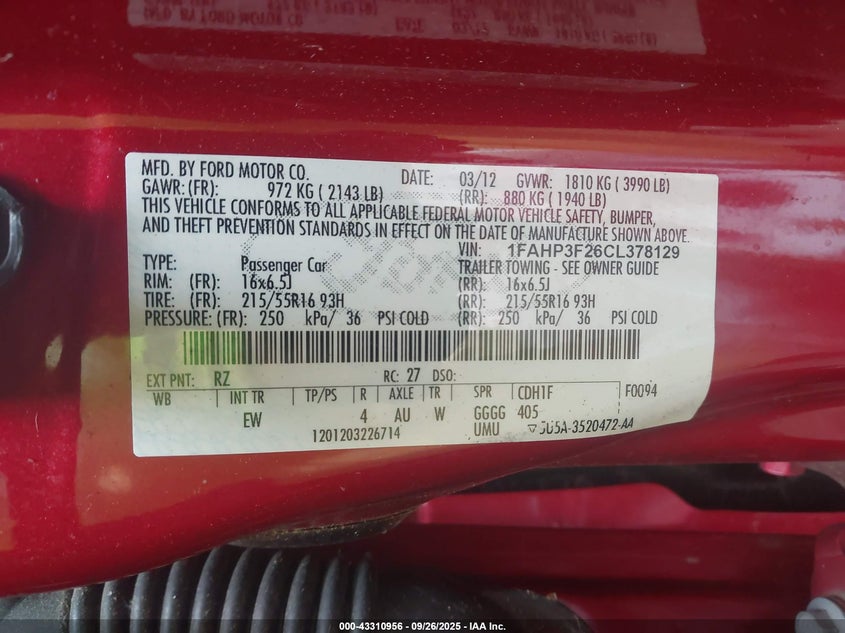 MFD. BY FORD MOTOR CO.
DATE: 03/12 GVWR: 1810 KG ( 3990 LB)
GAWR: (FR): 972 KG ( 2143 LB) (RR): 880 KG ( 1940 LB)
THIS VEHICLE CONFORMS TO ALL APPLICABLE FEDERAL MOTOR VEHICLE SAFETY, BUMPER,
AND THEFT PREVENTION STANDARDS IN EFFECT ON THE DATE OF MANUFACTURE SHOWN ABOVE.
VIN: 1FAHP3F26CL378129
TYPE: Passenger Car TRAILER TOWING - SEE OWNER GUIDE
RIM: (FR) 16x6.5J (RR): 16x6.5J
TIRE: (FR) 215/55R16 93H (RR): 215/55R16 93H
PRESSURE: (FR): 250 kPa/ 36 PSI COLD (RR): 250 kPa/ 36 PSI COLD
EXT PNT: RZ RC: 27 DSO:
WB INT TR TP/PS R AXLE TR SPR CDH1F F0094
EW 4 AU W GGGG 405
1201203226714 UMU 5U5A-3520472-AA
000-43310956 - 09/26/2025 - IAA Inc.